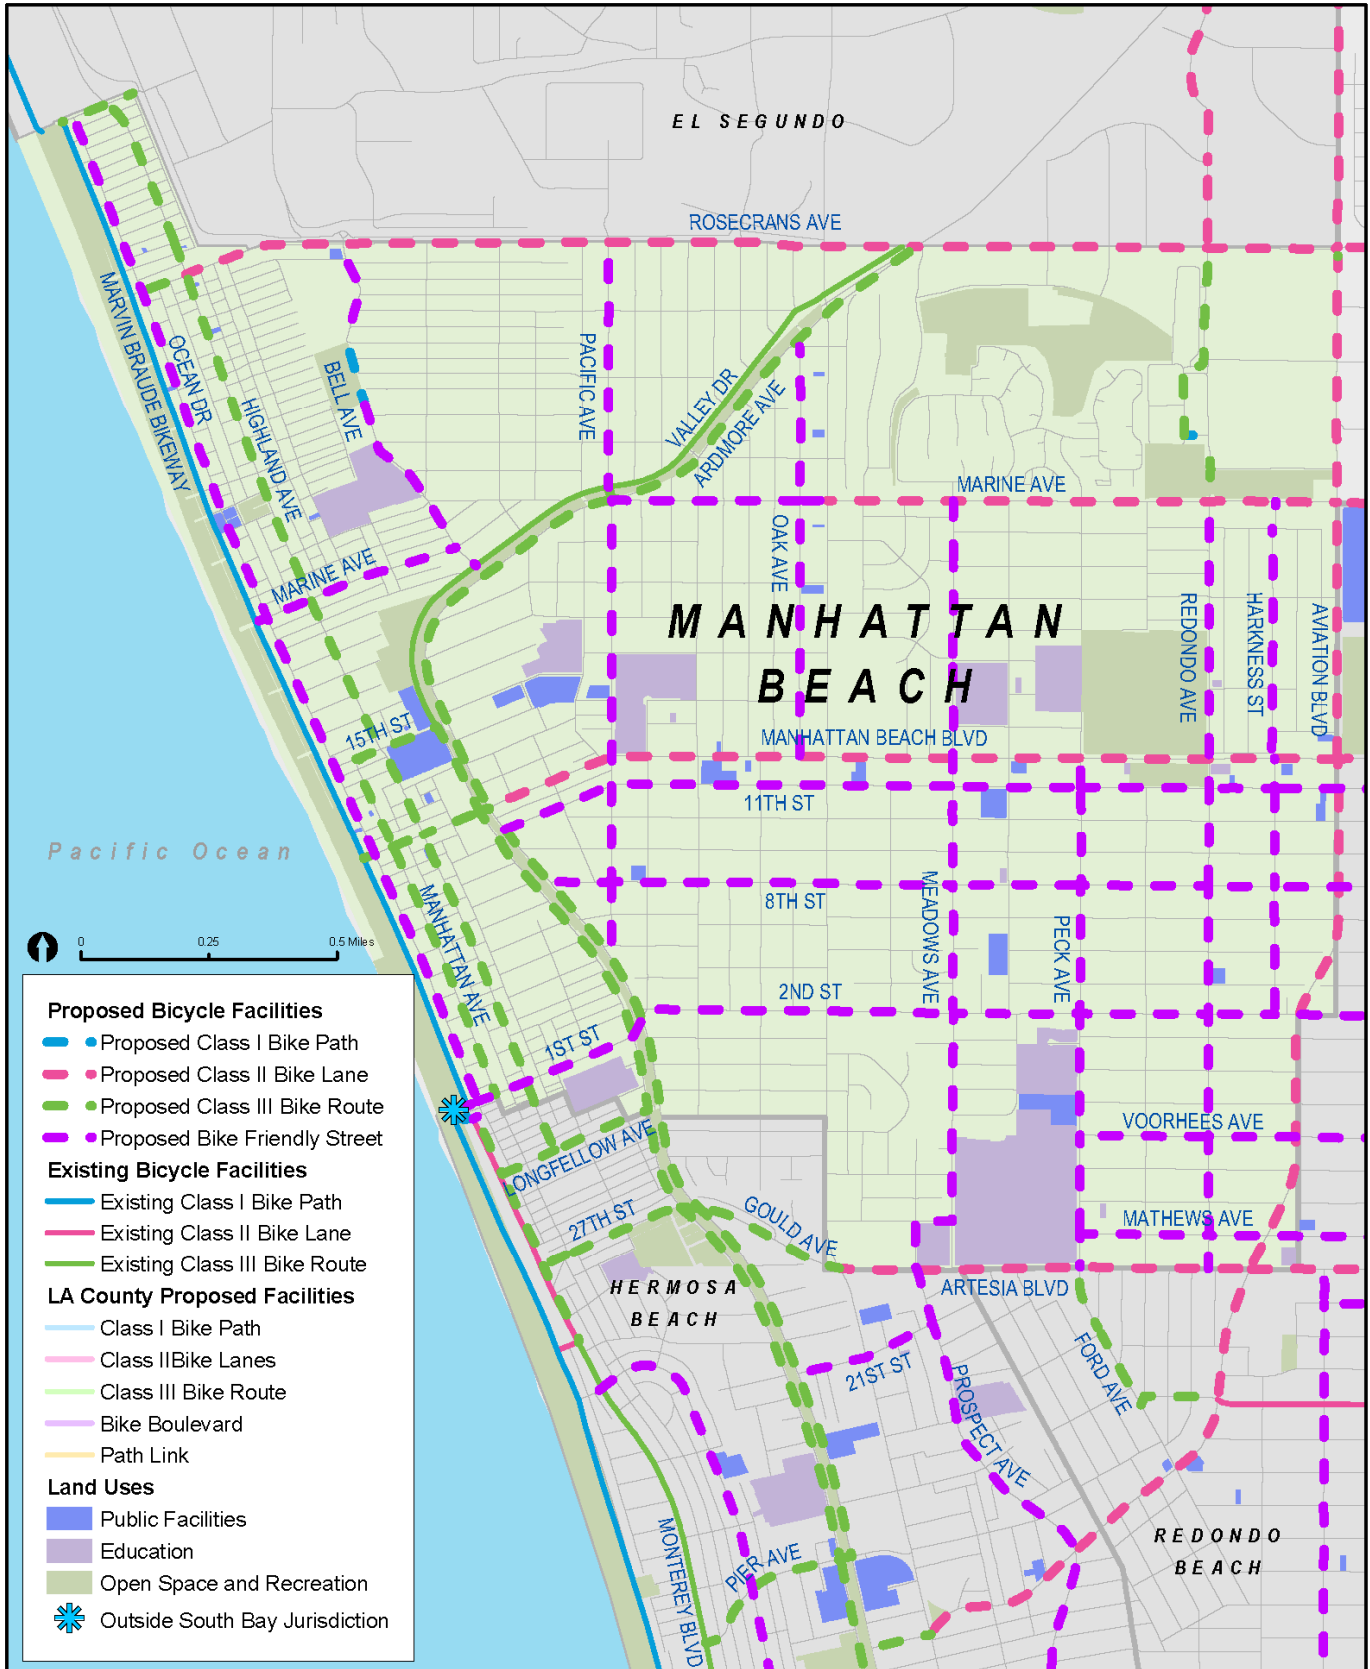 EL SEGUNDO
ROSECRANS AVE
MARVIN BRAUDE BIKEWAY
OCEAN DR
HIGHLAND AVE
BELL AVE
PACIFIC AVE
VALLEY DR
ARDMORE AVE
MARINE AVE
OAK AVE
MARINE AVE
MANHATTAN
BEACH
REDONDO AVE
HARKNESS ST
AVIATION BLVD
15TH ST
MANHATTAN BEACH BLVD
11TH ST
Pacific Ocean
MANHATTAN AVE
8TH ST
MEADOWS AVE
PECK AVE
0 0.25 0.5 Miles
2ND ST
1ST ST
VOORHEES AVE
LONGFELLOW AVE
27TH ST
GOULD AVE
MATHEWS AVE
HERMOSA
BEACH
ARTESIA BLVD
21ST ST
PROSPECT AVE
FORD AVE
MONTEREY BLVD
PIER AVE
REDONDO
BEACH
Proposed Bicycle Facilities
Proposed Class I Bike Path
Proposed Class II Bike Lane
Proposed Class III Bike Route
Proposed Bike Friendly Street
Existing Bicycle Facilities
Existing Class I Bike Path
Existing Class II Bike Lane
Existing Class III Bike Route
LA County Proposed Facilities
Class I Bike Path
Class IIBike Lanes
Class III Bike Route
Bike Boulevard
Path Link
Land Uses
Public Facilities
Education
Open Space and Recreation
Outside South Bay Jurisdiction